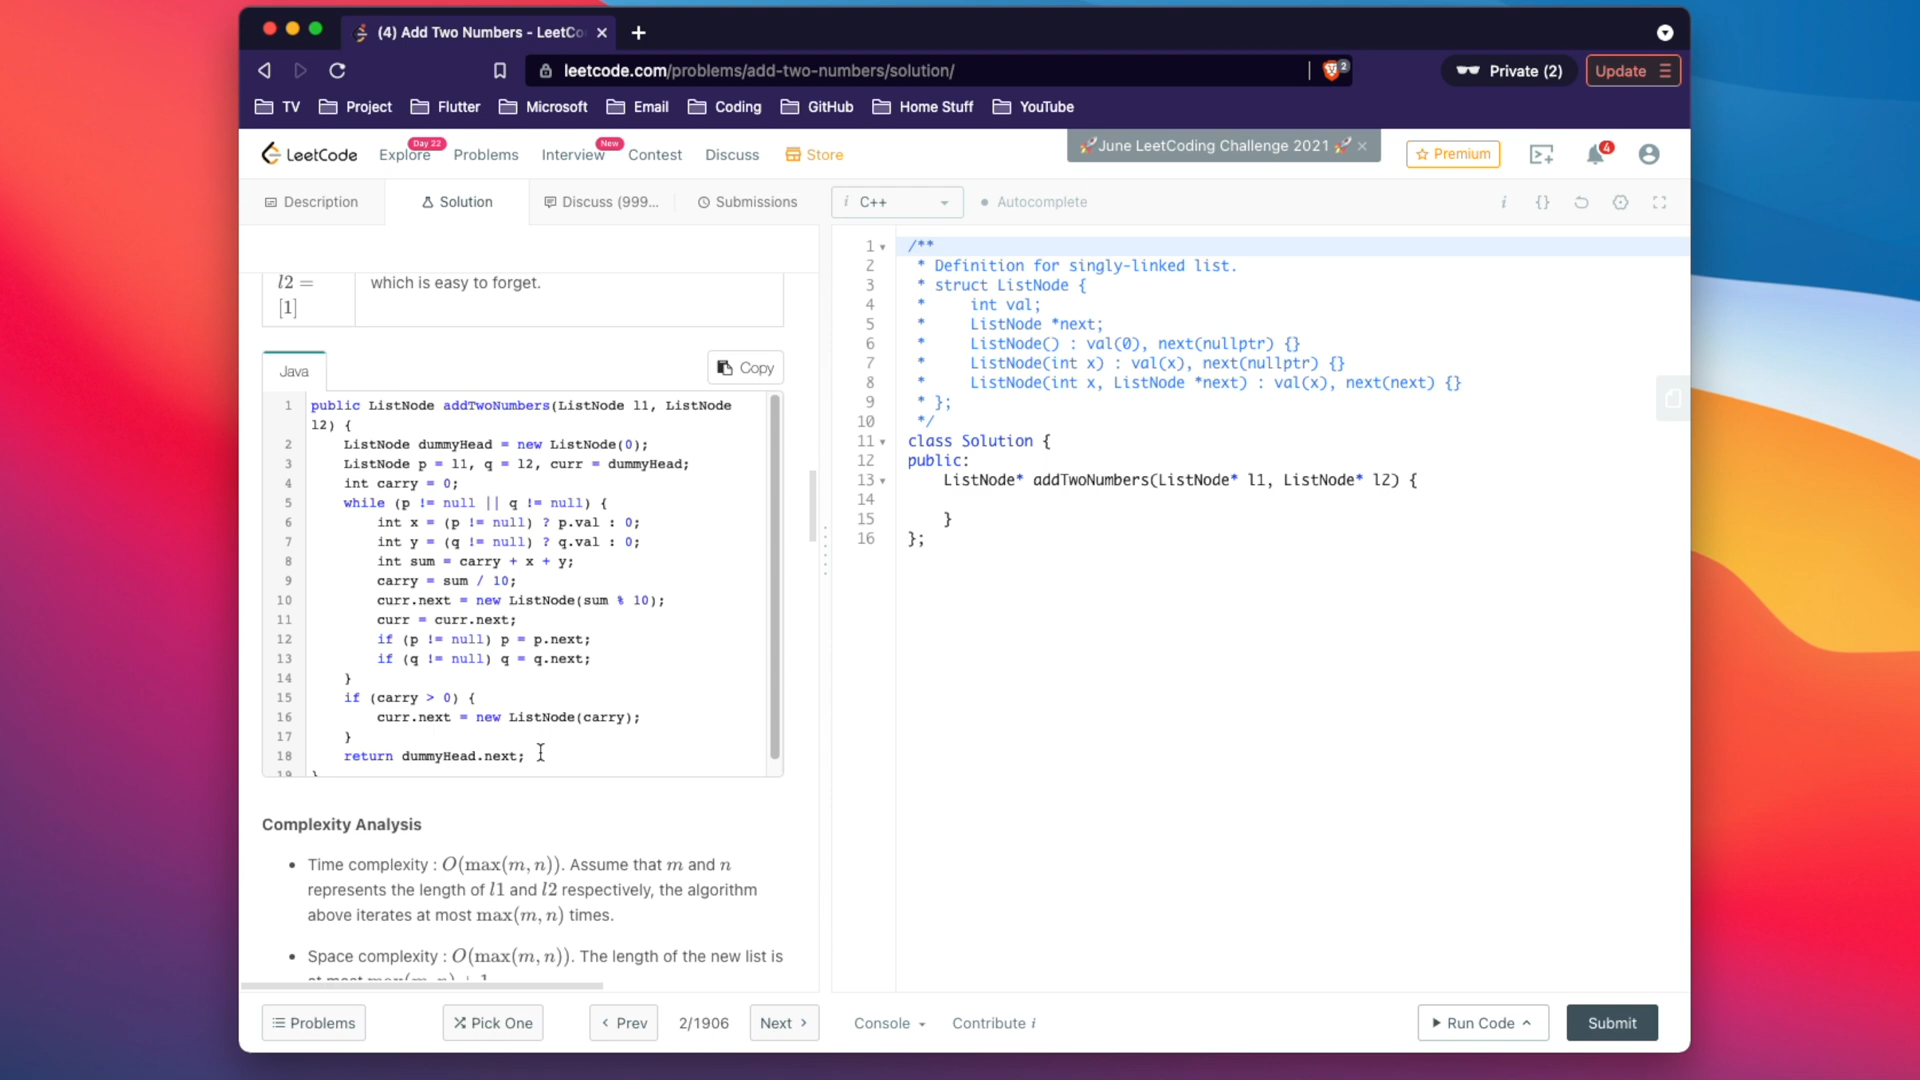 (4) Add Two Numbers - LeetCo
leetcode.com/problems/add-two-numbers/solution/
2
Private (2)
Update
TV Project Flutter Microsoft Email Coding GitHub Home Stuff YouTube
LeetCode Explore Day 22 Problems Interview New Contest Discuss Store
June LeetCoding Challenge 2021
Premium
4
Description Solution Discuss (999... Submissions
i C++ Autocomplete
l2 = which is easy to forget.
[1]
Java
Copy
1 public ListNode addTwoNumbers(ListNode l1, ListNode
l2) {
2 ListNode dummyHead = new ListNode(0);
3 ListNode p = l1, q = l2, curr = dummyHead;
4 int carry = 0;
5 while (p != null || q != null) {
6 int x = (p != null) ? p.val : 0;
7 int y = (q != null) ? q.val : 0;
8 int sum = carry + x + y;
9 carry = sum / 10;
10 curr.next = new ListNode(sum % 10);
11 curr = curr.next;
12 if (p != null) p = p.next;
13 if (q != null) q = q.next;
14 }
15 if (carry > 0) {
16 curr.next = new ListNode(carry);
17 }
18 return dummyHead.next;
19 }
Complexity Analysis
• Time complexity : O(max(m, n)). Assume that m and n
represents the length of l1 and l2 respectively, the algorithm
above iterates at most max(m, n) times.
• Space complexity : O(max(m, n)). The length of the new list is
at most max(m, n) + 1
1 /**
2 * Definition for singly-linked list.
3 * struct ListNode {
4 * int val;
5 * ListNode *next;
6 * ListNode() : val(0), next(nullptr) {}
7 * ListNode(int x) : val(x), next(nullptr) {}
8 * ListNode(int x, ListNode *next) : val(x), next(next) {}
9 * };
10 */
11 class Solution {
12 public:
13 ListNode* addTwoNumbers(ListNode* l1, ListNode* l2) {
14
15 }
16 };
Problems Pick One Prev 2/1906 Next Console Contribute i Run Code Submit